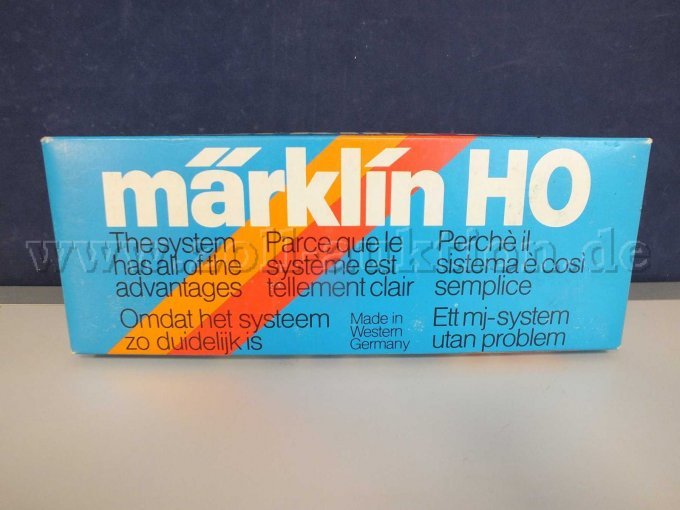 märklin HO
The system
has all of the
advantages
Parce que le
système est
tellement clair
Perchè il
sistema è così
semplice
Omdat het systeem
zo duidelijk is
Made in
Western
Germany
Ett mj-system
utan problem